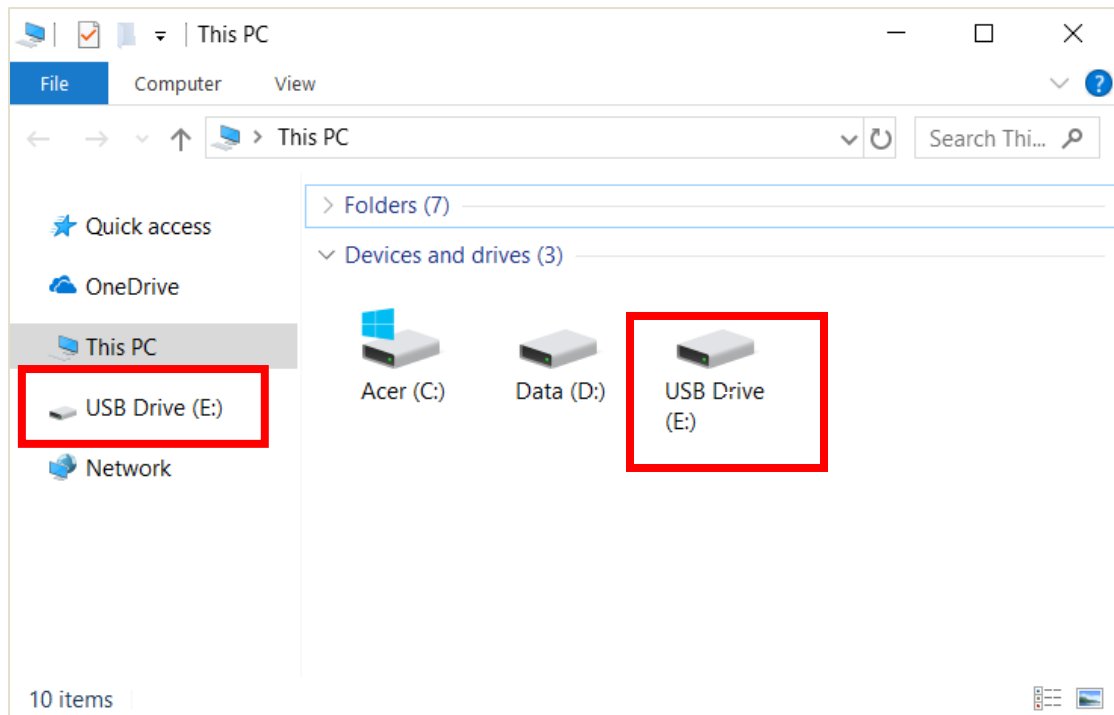 This PC
File Computer View ?
This PC
Search Thi...
Quick access
OneDrive
This PC
USB Drive (E:)
Network
Folders (7)
Devices and drives (3)
Acer (C:)
Data (D:)
USB Drive
(E:)
10 items